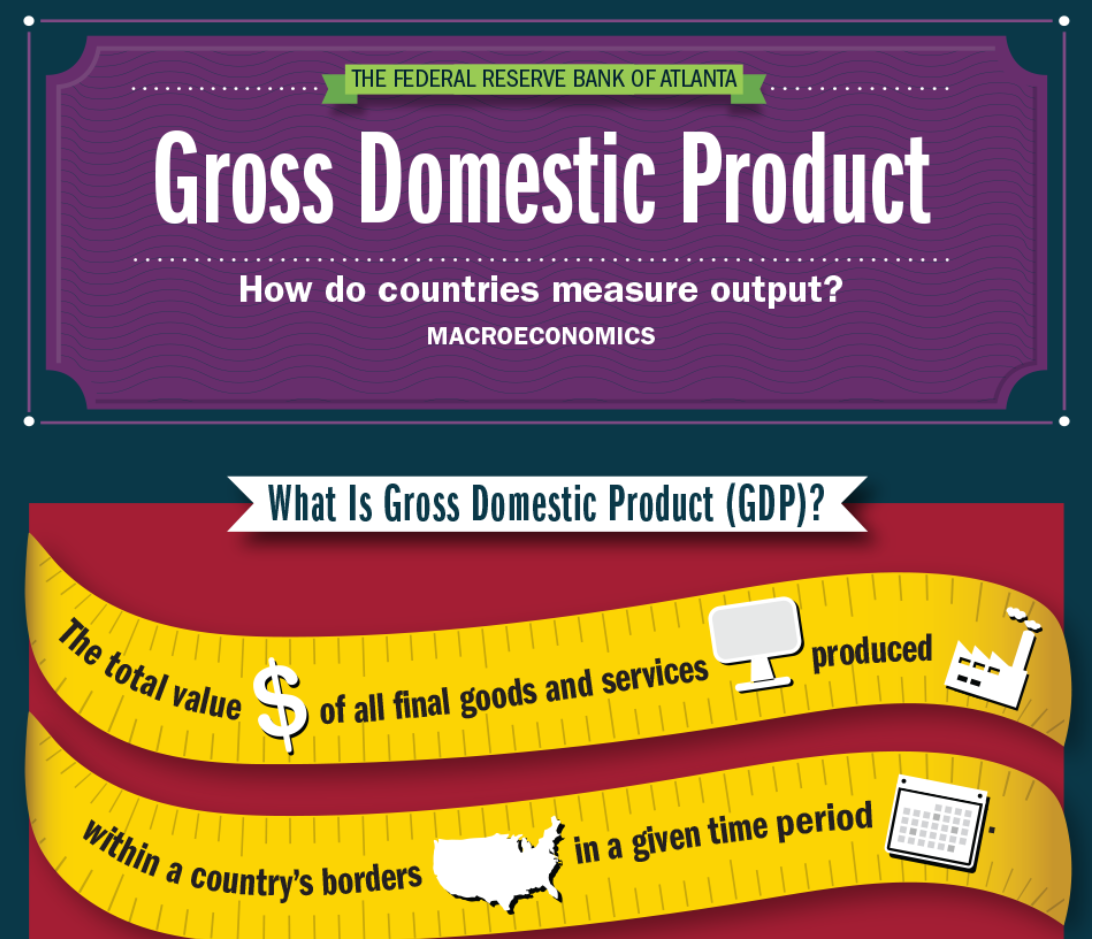 THE FEDERAL RESERVE BANK OF ATLANTA
Gross Domestic Product
How do countries measure output?
MACROECONOMICS
What Is Gross Domestic Product (GDP)?
The total value $ of all final goods and services produced
within a country's borders in a given time period .